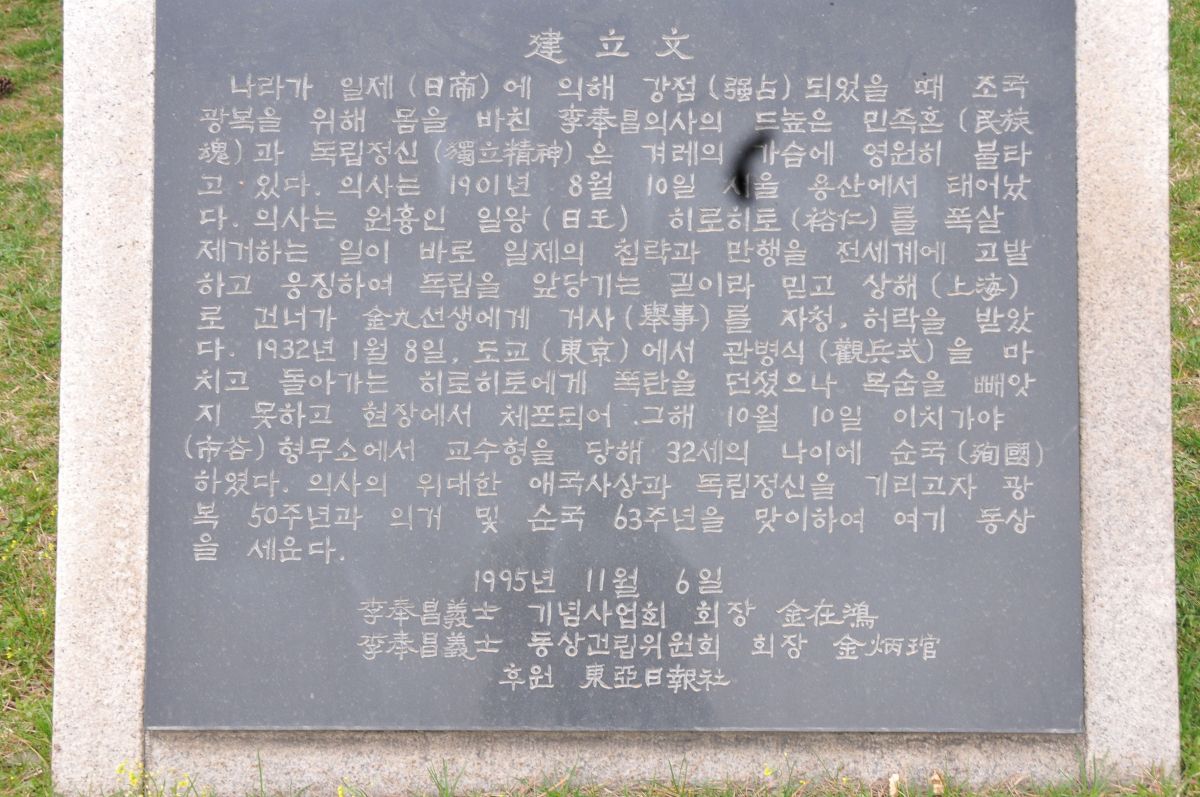 建立文
나라가 일제(日帝)에 의해 강점(强占)되었을 때 조국
광복을 위해 몸을 바친 李奉昌의사의 드높은 민족혼(民族
魂)과 독립정신(獨立精神)은 겨레의 가슴에 영원히 불타
고 있다. 의사는 1901년 8월 10일 서울 용산에서 태어났
다. 의사는 원흉인 일왕(日王) 히로히토(裕仁)를 폭살
제거하는 일이 바로 일제의 침략과 만행을 전세계에 고발
하고 응징하여 독립을 앞당기는 길이라 믿고 상해(上海)
로 건너가 金九선생에게 거사(擧事)를 자청, 허락을 받았
다. 1932년 1월 8일, 도교(東京)에서 관병식(觀兵式)을 마
치고 돌아가는 히로히토에게 폭탄을 던졌으나 목숨을 빼앗
지 못하고 현장에서 체포되어 그해 10월 10일 이치가야
(市谷)형무소에서 교수형을 당해 32세의 나이에 순국(殉國)
하였다. 의사의 위대한 애국사상과 독립정신을 기리고자 광
복 50주년과 의거 및 순국 63주년을 맞이하여 여기 동상
을 세운다.
1995년 11월 6일
李奉昌義士 기념사업회 회장 金在鴻
李奉昌義士 동상건립위원회 회장 金炳琯
후원 東亞日報社